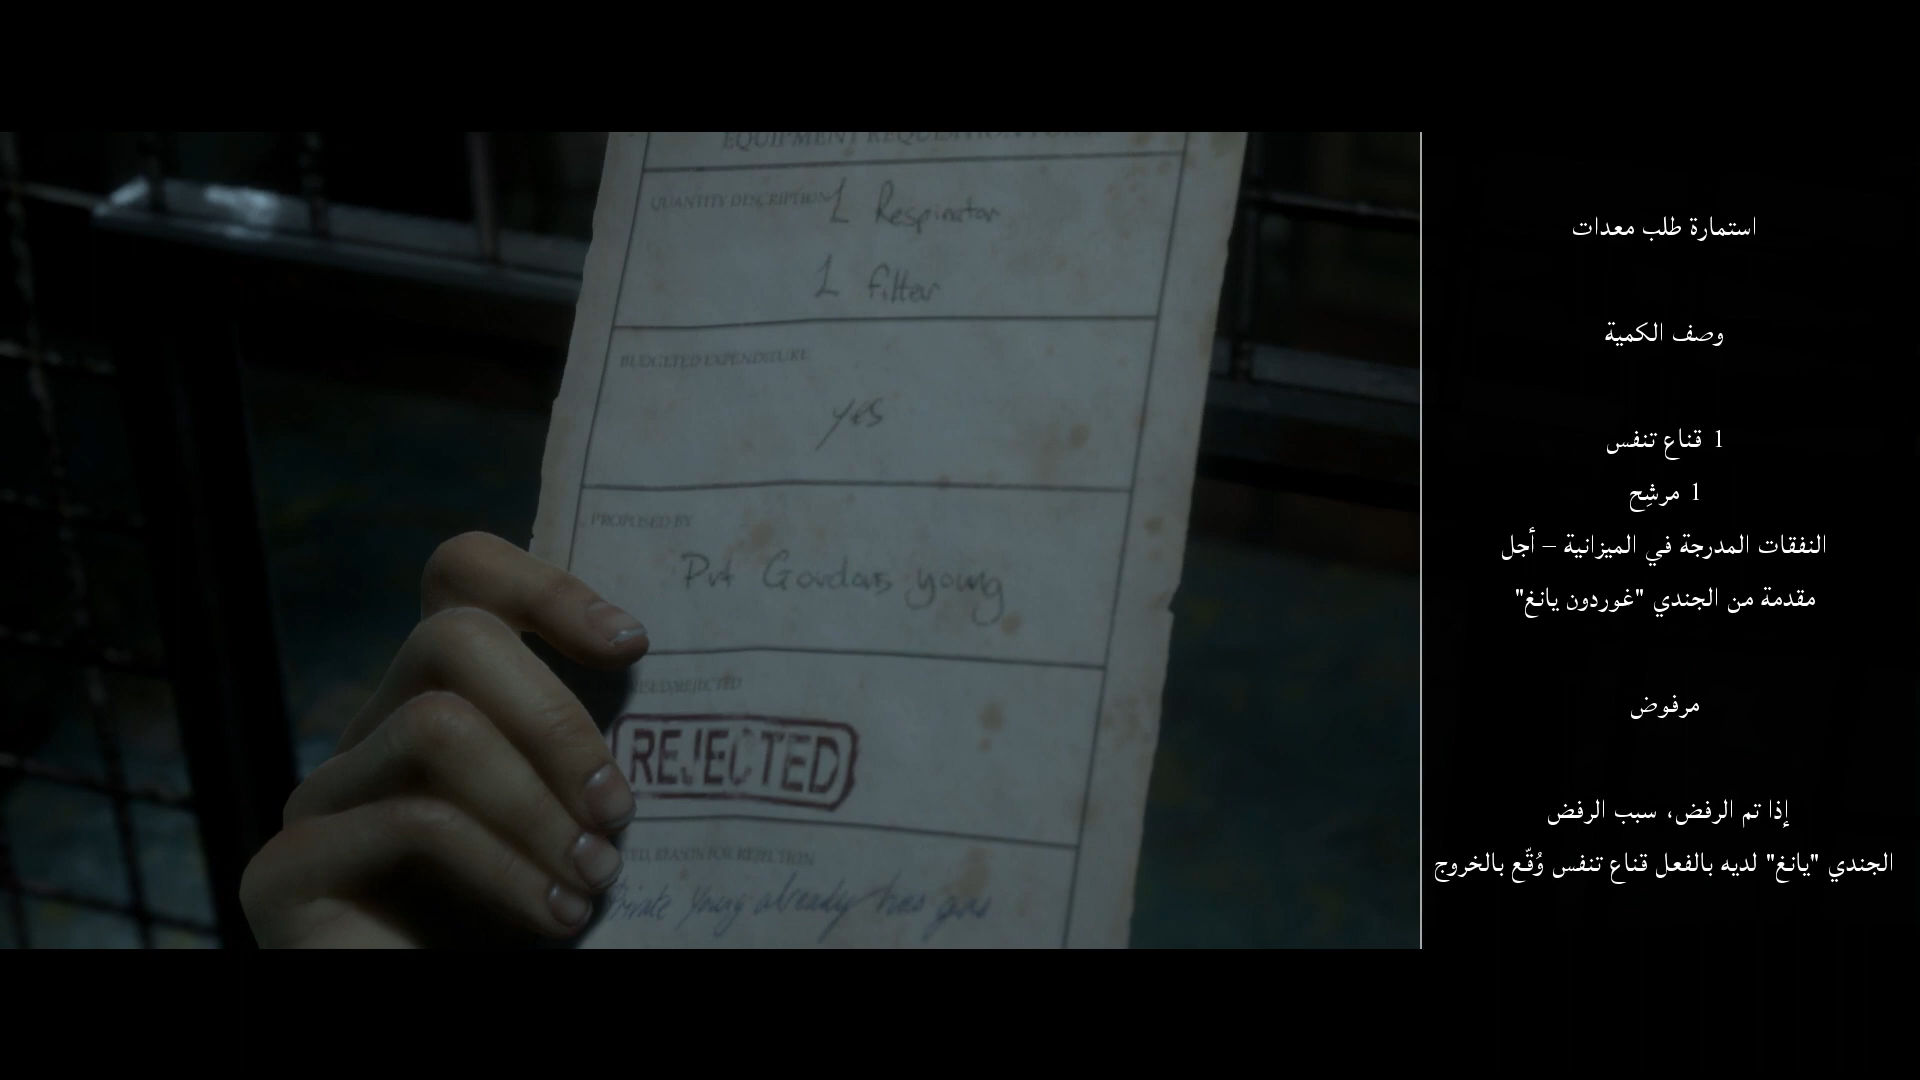 EQUIPMENT REQUISITION FORM
QUANTITY DESCRIPTION
1 Respirator
1 filter
BUDGETED EXPENDITURE
yes
PROPOSED BY
Pvt Gordon young
REJECTED
REJECTED
TED, REASON FOR REJECTION
Private Young already has gas
استمارة طلب معدات
وصف الكمية
1 قناع تنفس
1 مرشِح
النفقات المدرجة في الميزانية – أجل
مقدمة من الجندي "غوردون يانغ"
مرفوض
إذا تم الرفض، سبب الرفض
الجندي "يانغ" لديه بالفعل قناع تنفس وُقّع بالخروج